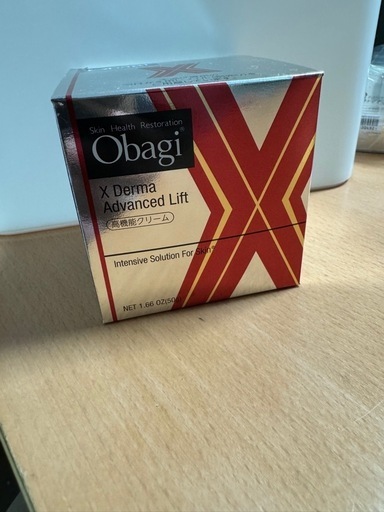 Skin Health Restoration
Obagi®
X Derma
Advanced Lift
高機能クリーム
Intensive Solution For Skin
NET 1.66 OZ(50